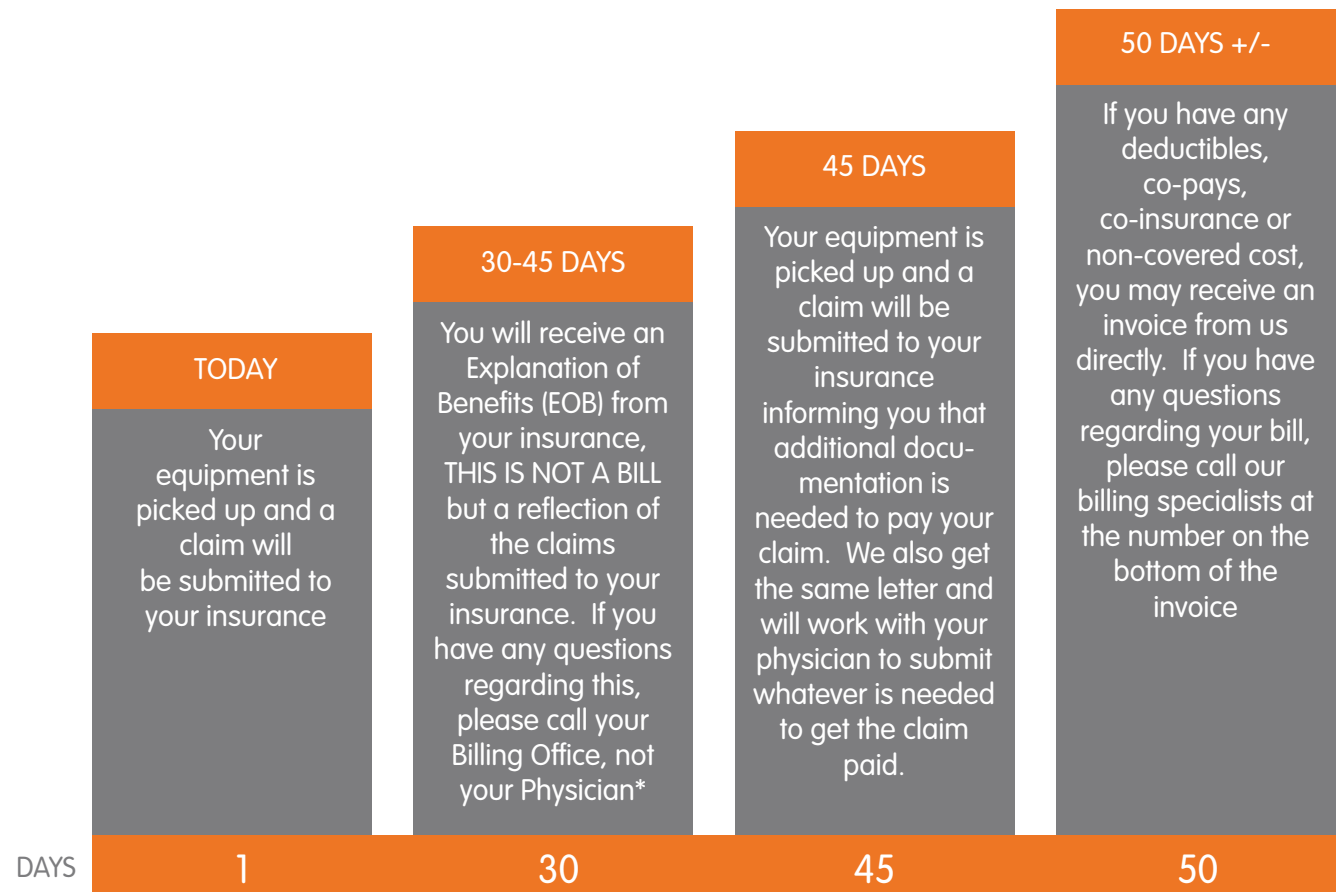 TODAY
Your
equipment is
picked up and a
claim will
be submitted to
your insurance
30-45 DAYS
You will receive an
Explanation of
Benefits (EOB) from
your insurance,
THIS IS NOT A BILL
but a reflection of
the claims
submitted to your
insurance. If you
have any questions
regarding this,
please call your
Billing Office, not
your Physician*
45 DAYS
Your equipment is
picked up and a
claim will be
submitted to your
insurance
informing you that
additional docu-
mentation is
needed to pay your
claim. We also get
the same letter and
will work with your
physician to submit
whatever is needed
to get the claim
paid.
50 DAYS +/-
If you have any
deductibles,
co-pays,
co-insurance or
non-covered cost,
you may receive an
invoice from us
directly. If you have
any questions
regarding your bill,
please call our
billing specialists at
the number on the
bottom of the
invoice
DAYS 1 30 45 50